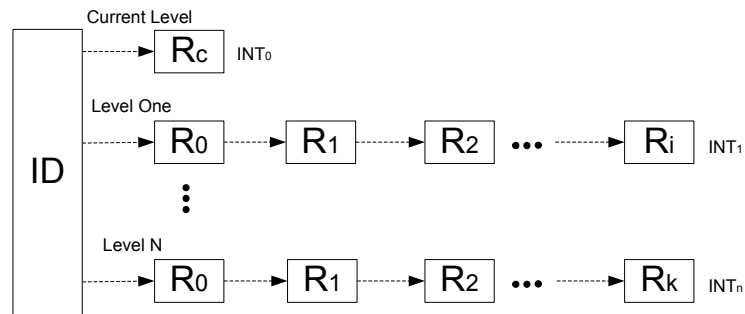 Current Level
Rc INT0
Level One
R0 R1 R2 ••• Ri INT1
ID
Level N
R0 R1 R2 ••• Rk INTn